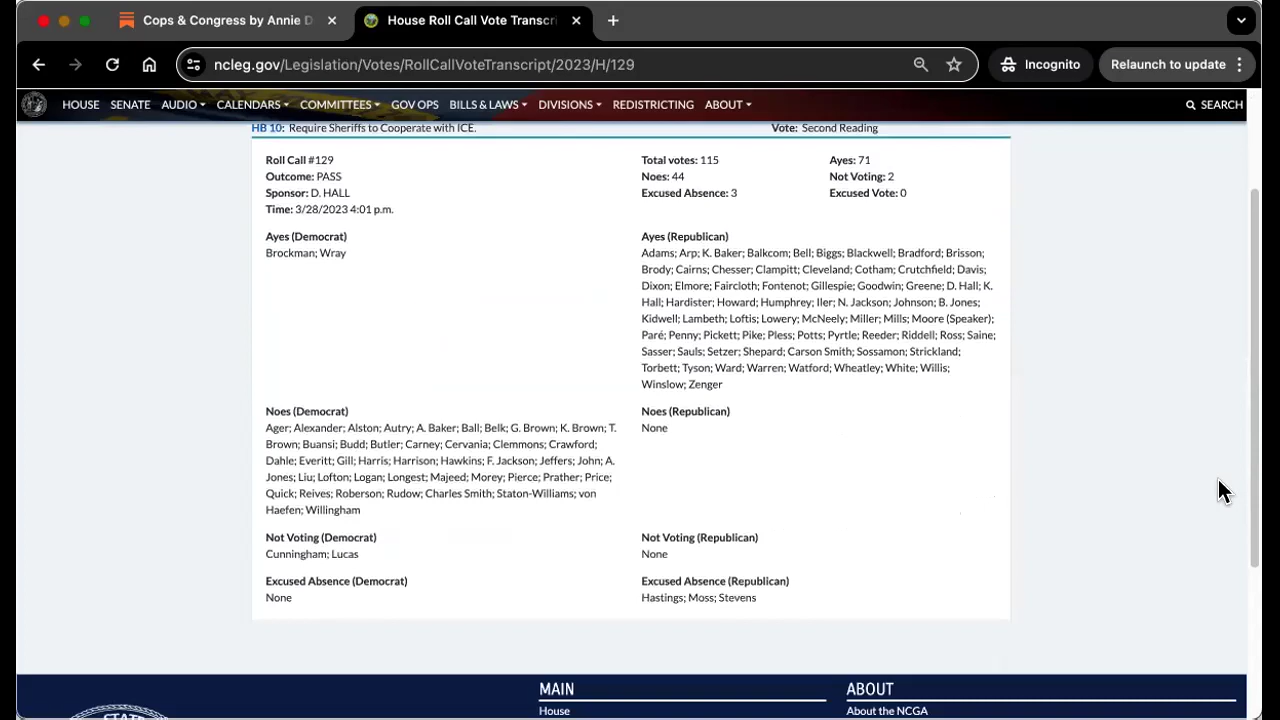 Cops & Congress by Annie D
House Roll Call Vote Transcri
ncleg.gov/Legislation/Votes/RollCallVoteTranscript/2023/H/129
Incognito
Relaunch to update
HOUSE SENATE AUDIO CALENDARS COMMITTEES GOV OPS BILLS & LAWS DIVISIONS REDISTRICTING ABOUT SEARCH
HB 10: Require Sheriffs to Cooperate with ICE.
Vote: Second Reading
Roll Call #129
Outcome: PASS
Sponsor: D. HALL
Time: 3/28/2023 4:01 p.m.
Total votes: 115
Noes: 44
Excused Absence: 3
Ayes: 71
Not Voting: 2
Excused Vote: 0
Ayes (Democrat)
Brockman; Wray
Ayes (Republican)
Adams; Arp; K. Baker; Balkcom; Bell; Biggs; Blackwell; Bradford; Brisson;
Brody; Cairns; Chesser; Clampitt; Cleveland; Cotham; Crutchfield; Davis;
Dixon; Elmore; Faircloth; Fontenot; Gillespie; Goodwin; Greene; D. Hall; K.
Hall; Hardister; Howard; Humphrey; Iler; N. Jackson; Johnson; B. Jones;
Kidwell; Lambeth; Loftis; Lowery; McNeely; Miller; Mills; Moore (Speaker);
Paré; Penny; Pickett; Pike; Pless; Potts; Pyrtle; Reeder; Riddell; Ross; Saine;
Sasser; Sauls; Setzer; Shepard; Carson Smith; Sossamon; Strickland;
Torbett; Tyson; Ward; Warren; Watford; Wheatley; White; Willis;
Winslow; Zenger
Noes (Democrat)
Ager; Alexander; Alston; Autry; A. Baker; Ball; Belk; G. Brown; K. Brown; T.
Brown; Buansi; Budd; Butler; Carney; Cervania; Clemmons; Crawford;
Dahle; Everitt; Gill; Harris; Harrison; Hawkins; F. Jackson; Jeffers; John; A.
Jones; Liu; Lofton; Logan; Longest; Majeed; Morey; Pierce; Prather; Price;
Quick; Reives; Roberson; Rudow; Charles Smith; Staton-Williams; von
Haefen; Willingham
Noes (Republican)
None
Not Voting (Democrat)
Cunningham; Lucas
Not Voting (Republican)
None
Excused Absence (Democrat)
None
Excused Absence (Republican)
Hastings; Moss; Stevens
MAIN
House
ABOUT
About the NCGA